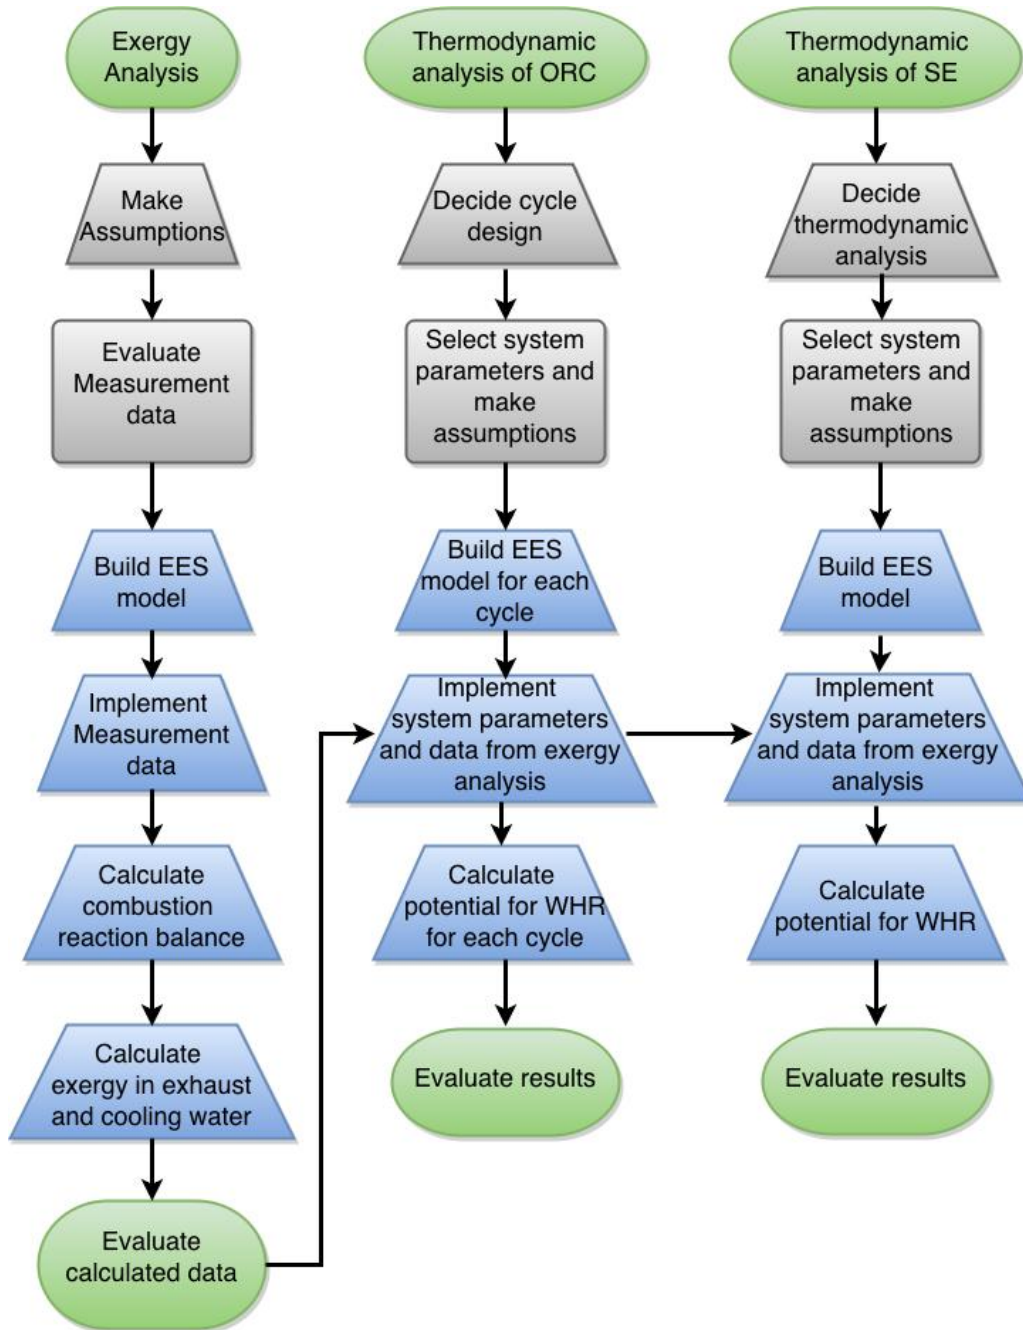 Exergy
Analysis
Make
Assumptions
Evaluate
Measurement
data
Build EES
model
Implement
Measurement
data
Calculate
combustion
reaction balance
Calculate
exergy in exhaust
and cooling water
Evaluate
calculated data
Thermodynamic
analysis of ORC
Decide cycle
design
Select system
parameters and
make
assumptions
Build EES
model for each
cycle
Implement
system parameters
and data from exergy
analysis
Calculate
potential for WHR
for each cycle
Evaluate results
Thermodynamic
analysis of SE
Decide
thermodynamic
analysis
Select system
parameters and
make
assumptions
Build EES
model
Implement
system parameters
and data from exergy
analysis
Calculate
potential for WHR
Evaluate results